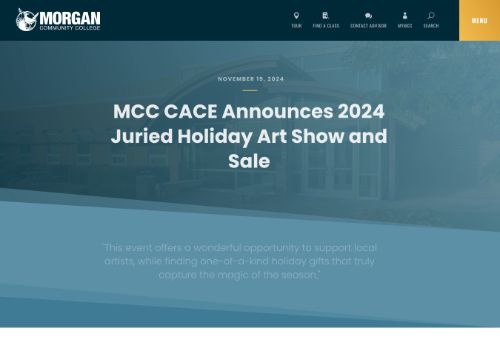 MORGAN
COMMUNITY COLLEGE
TOUR FIND A CLASS CONTACT ADVISOR MYMCC SEARCH MENU
NOVEMBER 15, 2024
MCC CACE Announces 2024
Juried Holiday Art Show and
Sale
"This event offers a wonderful opportunity to support local
artists, while finding one-of-a-kind holiday gifts that truly
capture the magic of the season."